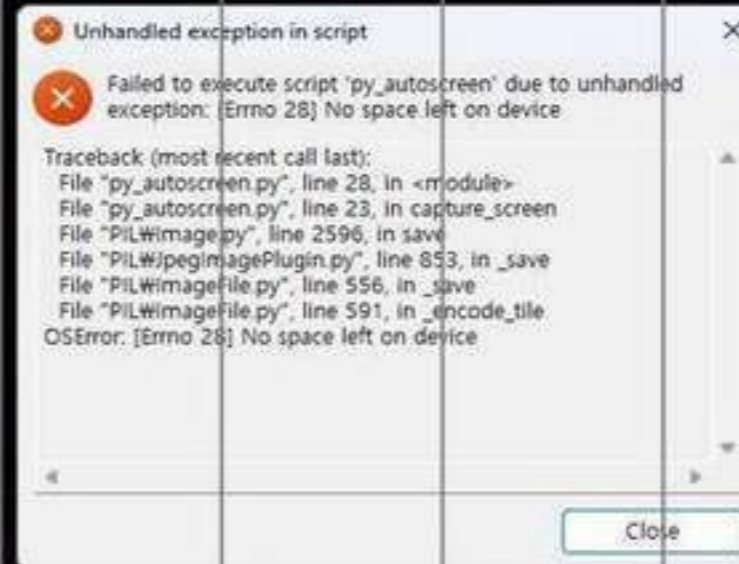 Unhandled exception in script
Failed to execute script 'py_autoscreen' due to unhandled
exception: [Errno 28] No space left on device
Traceback (most recent call last):
File "py_autoscreen.py", line 28, in <module>
File "py_autoscreen.py", line 23, in capture_screen
File "PIL₩Image.py", line 2596, in save
File "PIL₩JpegImagePlugin.py", line 853, in _save
File "PIL₩ImageFile.py", line 556, in _save
File "PIL₩ImageFile.py", line 591, in _encode_tile
OSError: [Errno 28] No space left on device
Close